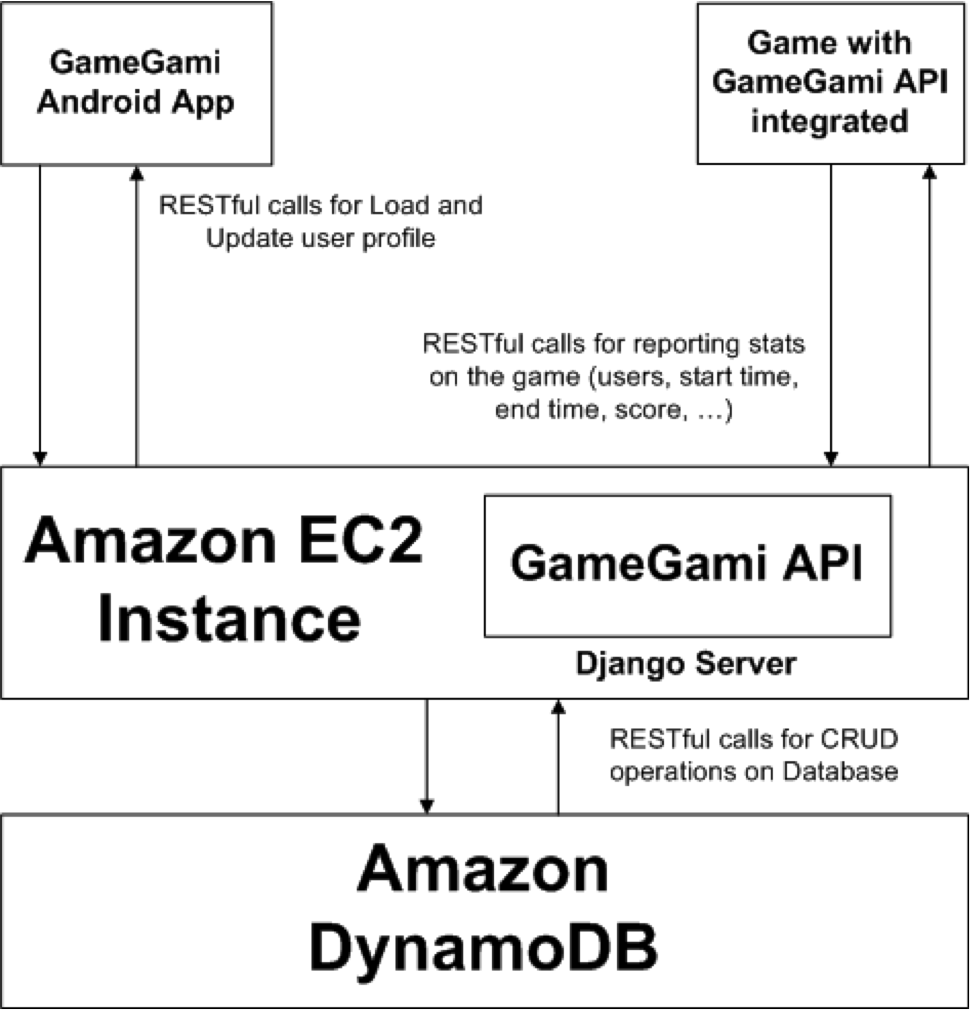 GameGami
Android App
Game with
GameGami API
integrated
RESTful calls for Load and
Update user profile
RESTful calls for reporting stats
on the game (users, start time,
end time, score, …)
Amazon EC2
Instance
GameGami API
Django Server
RESTful calls for CRUD
operations on Database
Amazon
DynamoDB